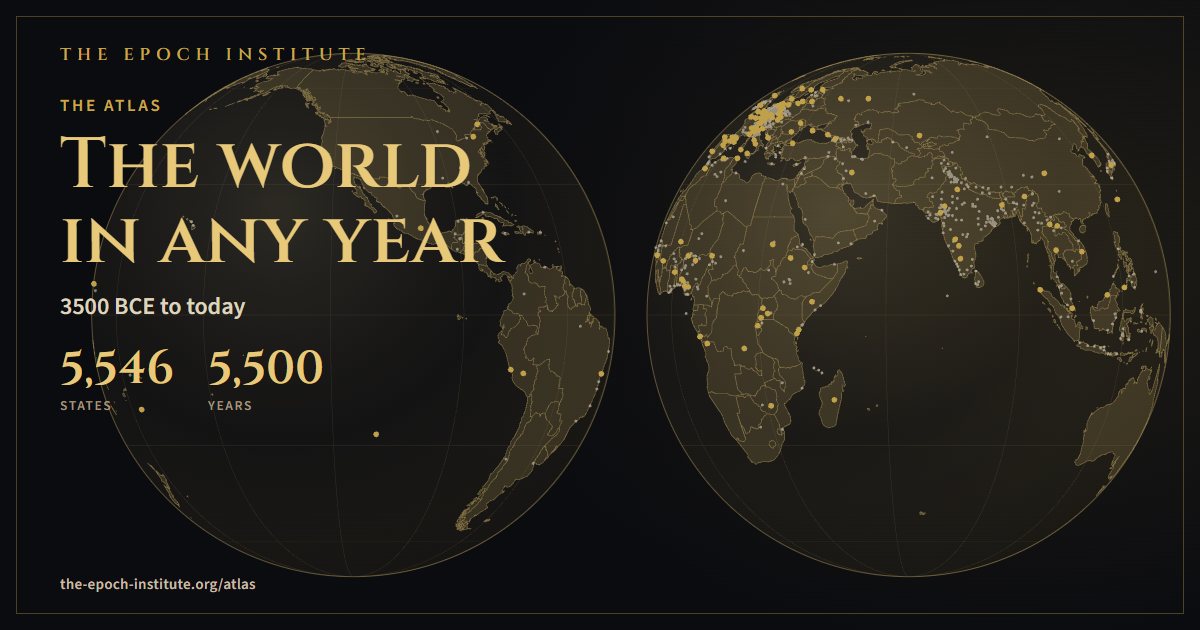 THE EPOCH INSTITUTE
THE ATLAS
THE WORLD
IN ANY YEAR
3500 BCE to today
5,546 5,500
STATES YEARS
the-epoch-institute.org/atlas